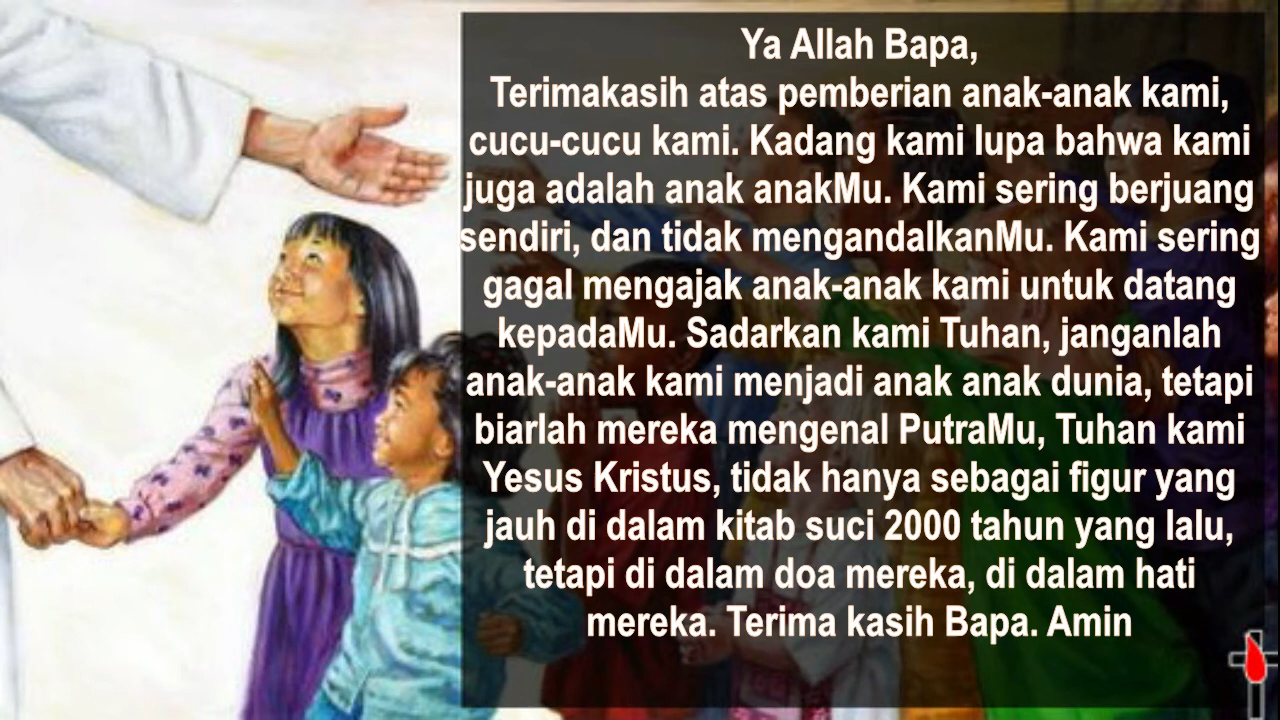 Ya Allah Bapa,
Terimakasih atas pemberian anak-anak kami,
cucu-cucu kami. Kadang kami lupa bahwa kami
juga adalah anak anakMu. Kami sering berjuang
sendiri, dan tidak mengandalkanMu. Kami sering
gagal mengajak anak-anak kami untuk datang
kepadaMu. Sadarkan kami Tuhan, janganlah
anak-anak kami menjadi anak anak dunia, tetapi
biarlah mereka mengenal PutraMu, Tuhan kami
Yesus Kristus, tidak hanya sebagai figur yang
jauh di dalam kitab suci 2000 tahun yang lalu,
tetapi di dalam doa mereka, di dalam hati
mereka. Terima kasih Bapa. Amin